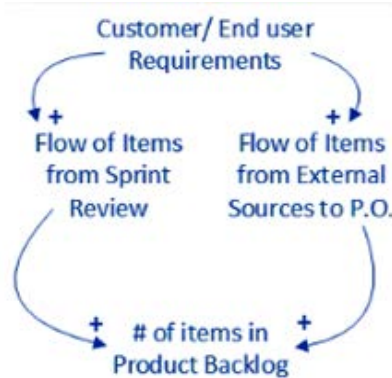 Customer/ End user
Requirements
+
+
Flow of Items
from Sprint
Review
Flow of Items
from External
Sources to P.O.
+
+
# of items in
Product Backlog